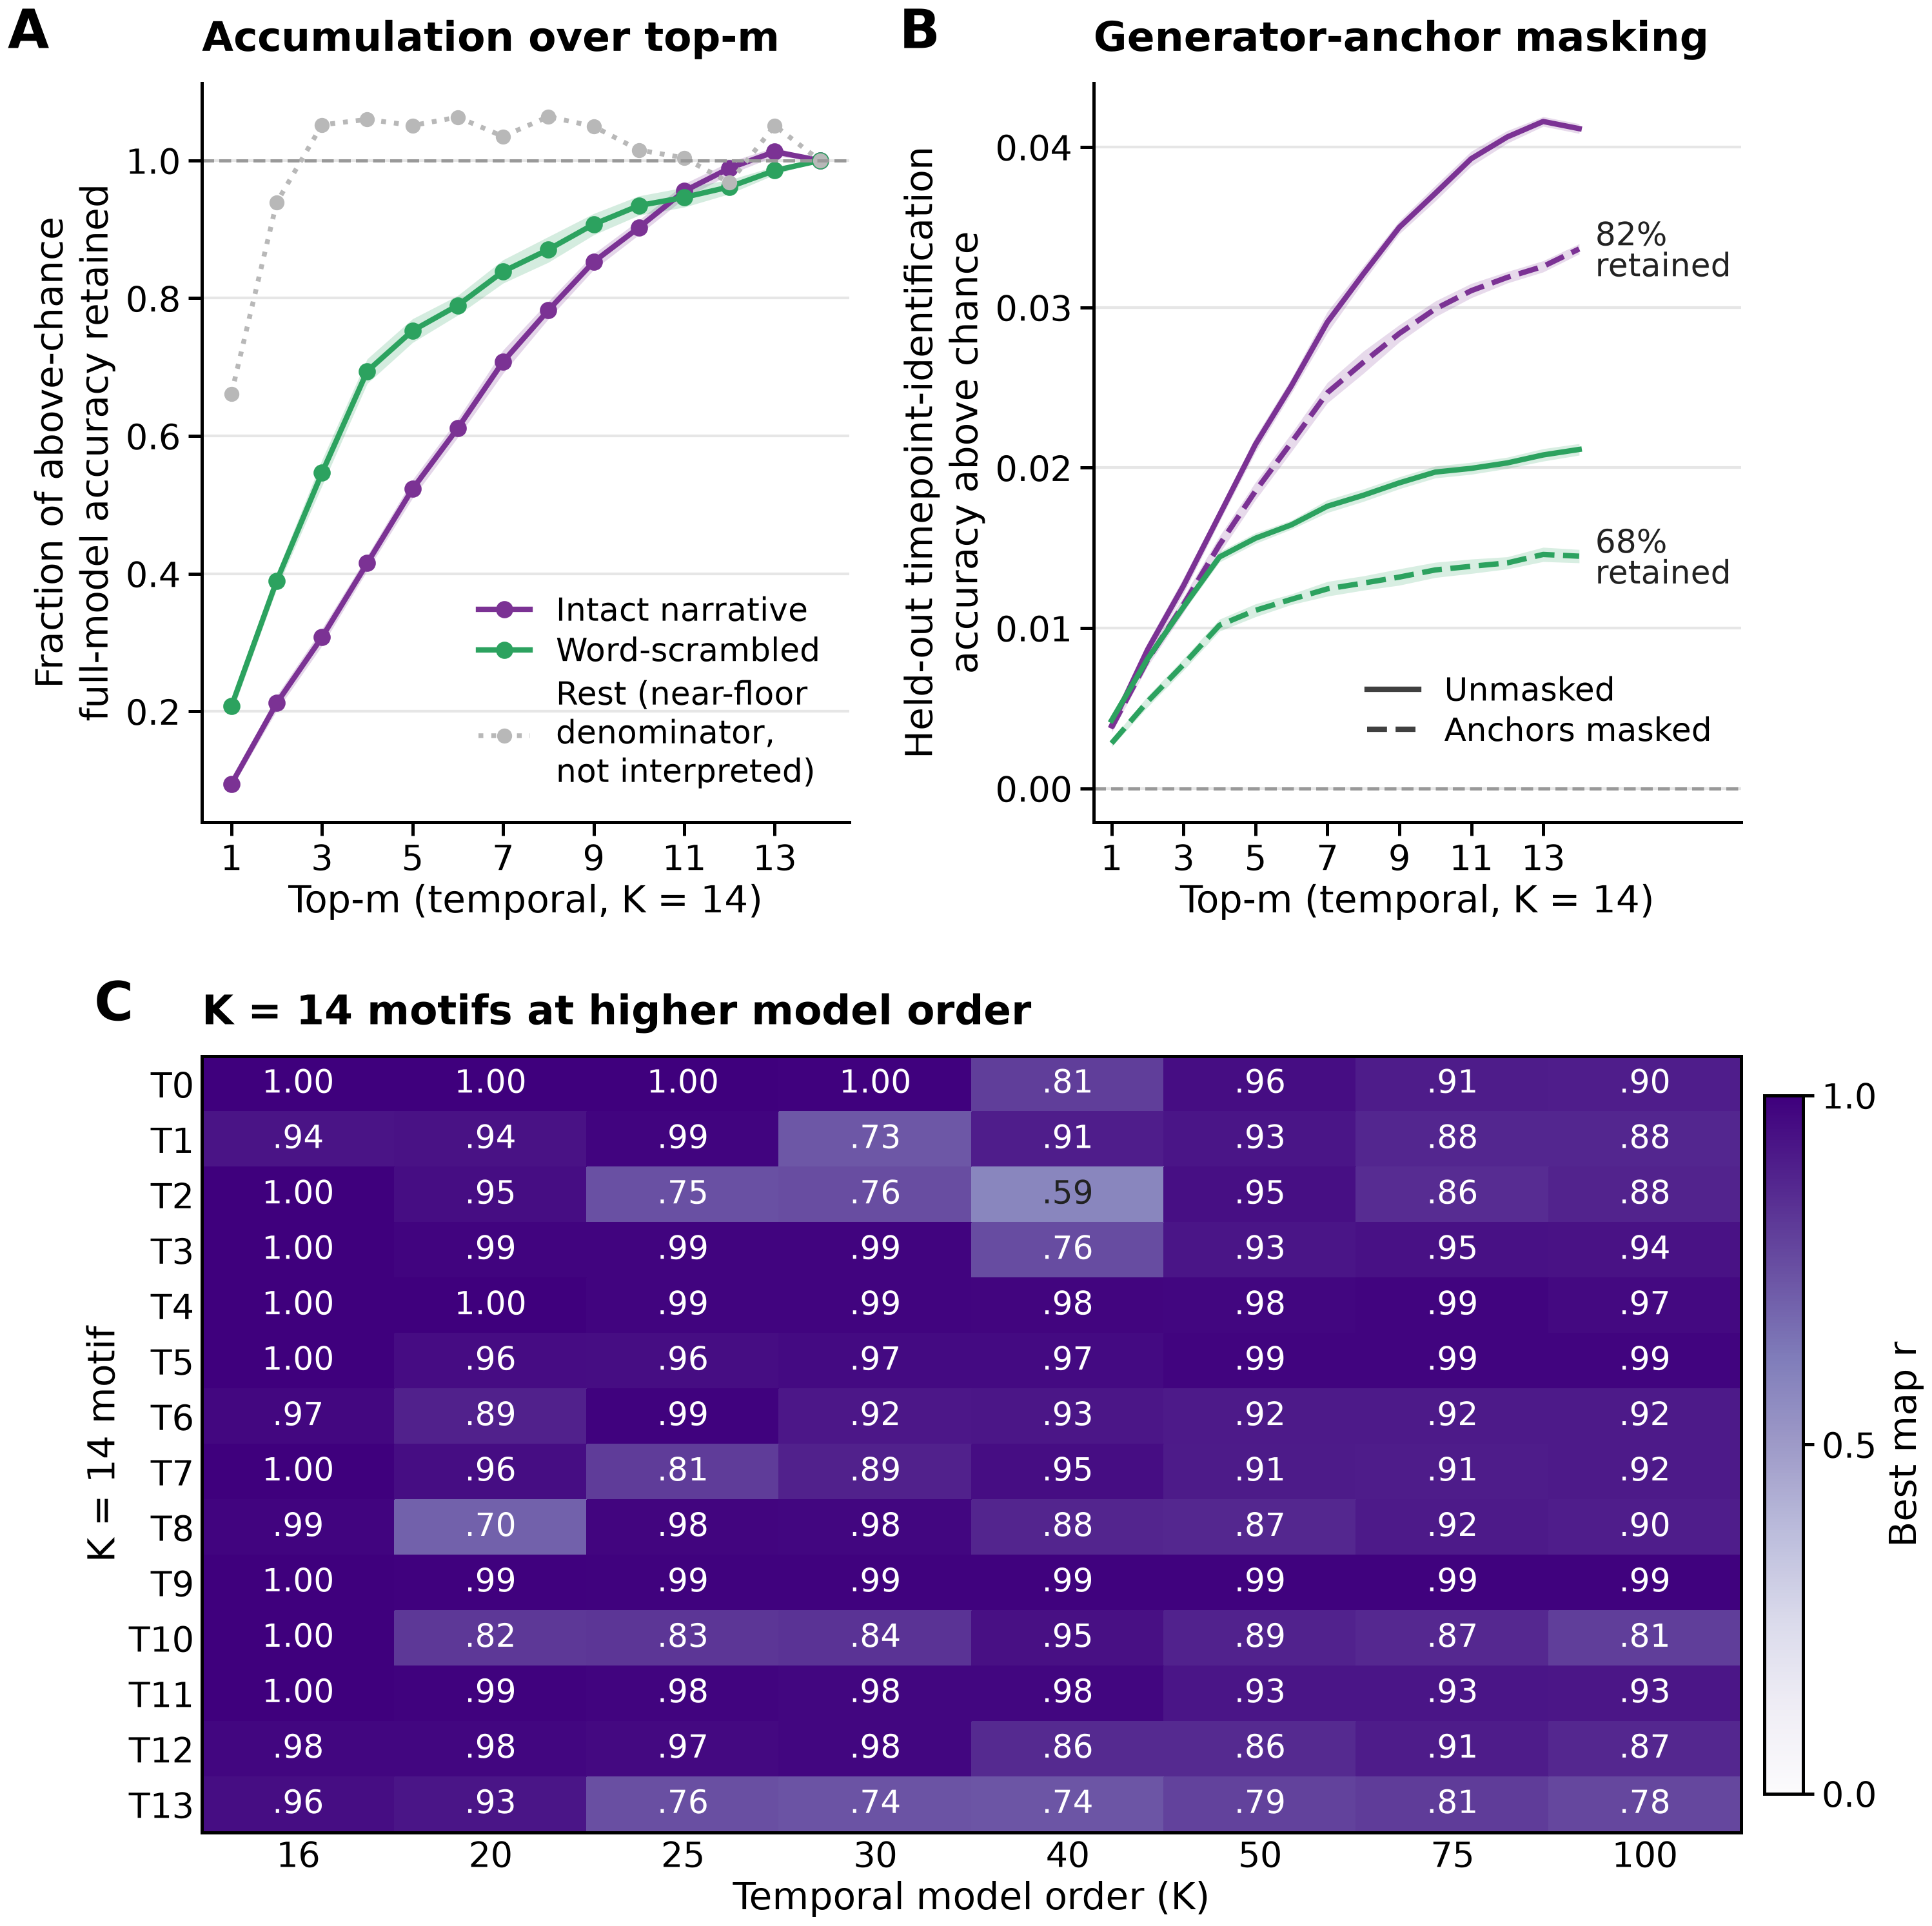 A
Accumulation over top-m
Fraction of above-chance
full-model accuracy retained
1.0
0.8
0.6
0.4
0.2
Intact narrative
Word-scrambled
Rest (near-floor
denominator,
not interpreted)
1 3 5 7 9 11 13
Top-m (temporal, K = 14)
B
Generator-anchor masking
Held-out timepoint-identification
accuracy above chance
0.04
0.03
0.02
0.01
0.00
82%
retained
68%
retained
Unmasked
Anchors masked
1 3 5 7 9 11 13
Top-m (temporal, K = 14)
C
K = 14 motifs at higher model order
K = 14 motif
T0 1.00 1.00 1.00 1.00 .81 .96 .91 .90
T1 .94 .94 .99 .73 .91 .93 .88 .88
T2 1.00 .95 .75 .76 .59 .95 .86 .88
T3 1.00 .99 .99 .99 .76 .93 .95 .94
T4 1.00 1.00 .99 .99 .98 .98 .99 .97
T5 1.00 .96 .96 .97 .97 .99 .99 .99
T6 .97 .89 .99 .92 .93 .92 .92 .92
T7 1.00 .96 .81 .89 .95 .91 .91 .92
T8 .99 .70 .98 .98 .88 .87 .92 .90
T9 1.00 .99 .99 .99 .99 .99 .99 .99
T10 1.00 .82 .83 .84 .95 .89 .87 .81
T11 1.00 .99 .98 .98 .98 .93 .93 .93
T12 .98 .98 .97 .98 .86 .86 .91 .87
T13 .96 .93 .76 .74 .74 .79 .81 .78
16 20 25 30 40 50 75 100
Temporal model order (K)
1.0
0.5
0.0
Best map r